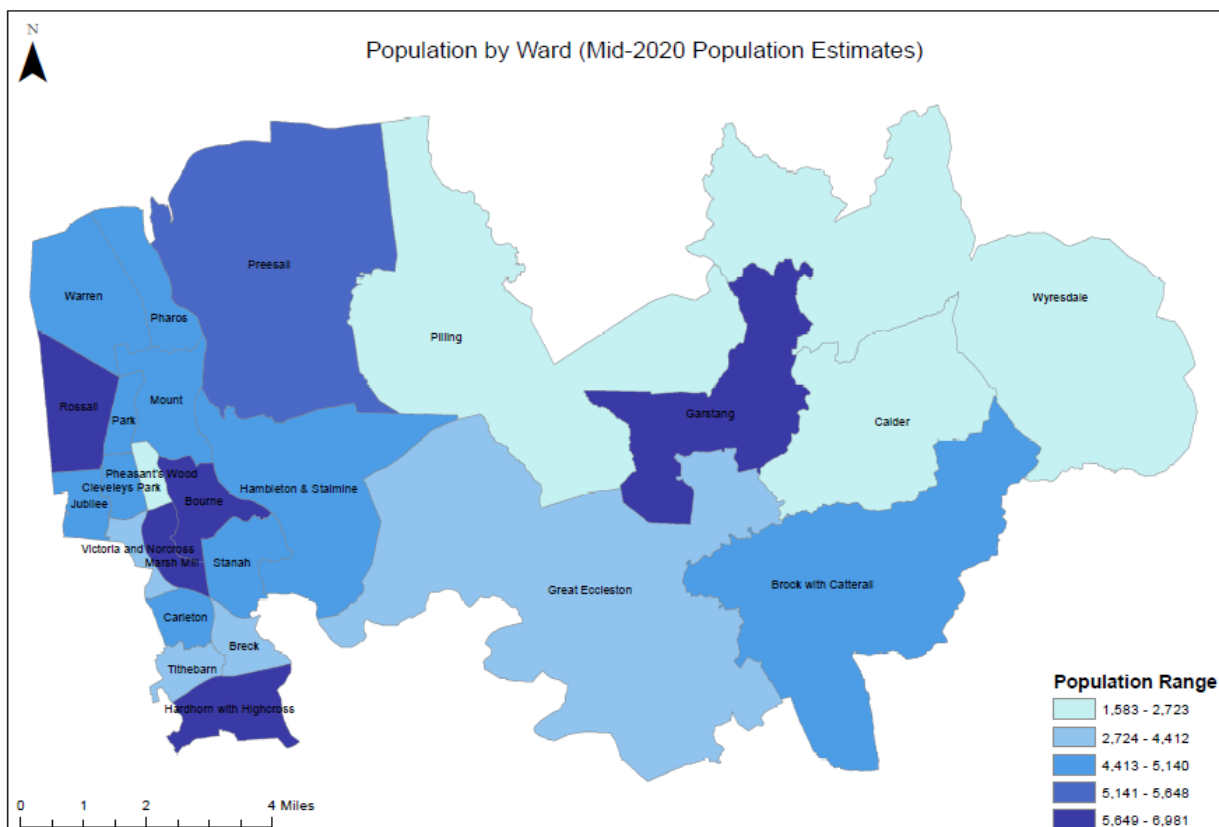 N
Population by Ward (Mid-2020 Population Estimates)
Preesall
Warren
Pharos
Wyresdale
Pilling
Rossall
Mount
Park
Garstang
Calder
Pheasant's Wood
Cleveleys Park
Jubilee
Bourne
Hambleton & Stalmine
Victoria and Norcross
Marsh Mill
Stanah
Great Eccleston
Brock with Catterall
Carleton
Breck
Tithebarn
Hardhorn with Highcross
Population Range
1,583 - 2,723
2,724 - 4,412
4,413 - 5,140
5,141 - 5,648
5,649 - 6,981
0 1 2 4 Miles